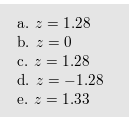 a. z = 1.28
b. z = 0
c. z = 1.28
d. z = −1.28
e. z = 1.33